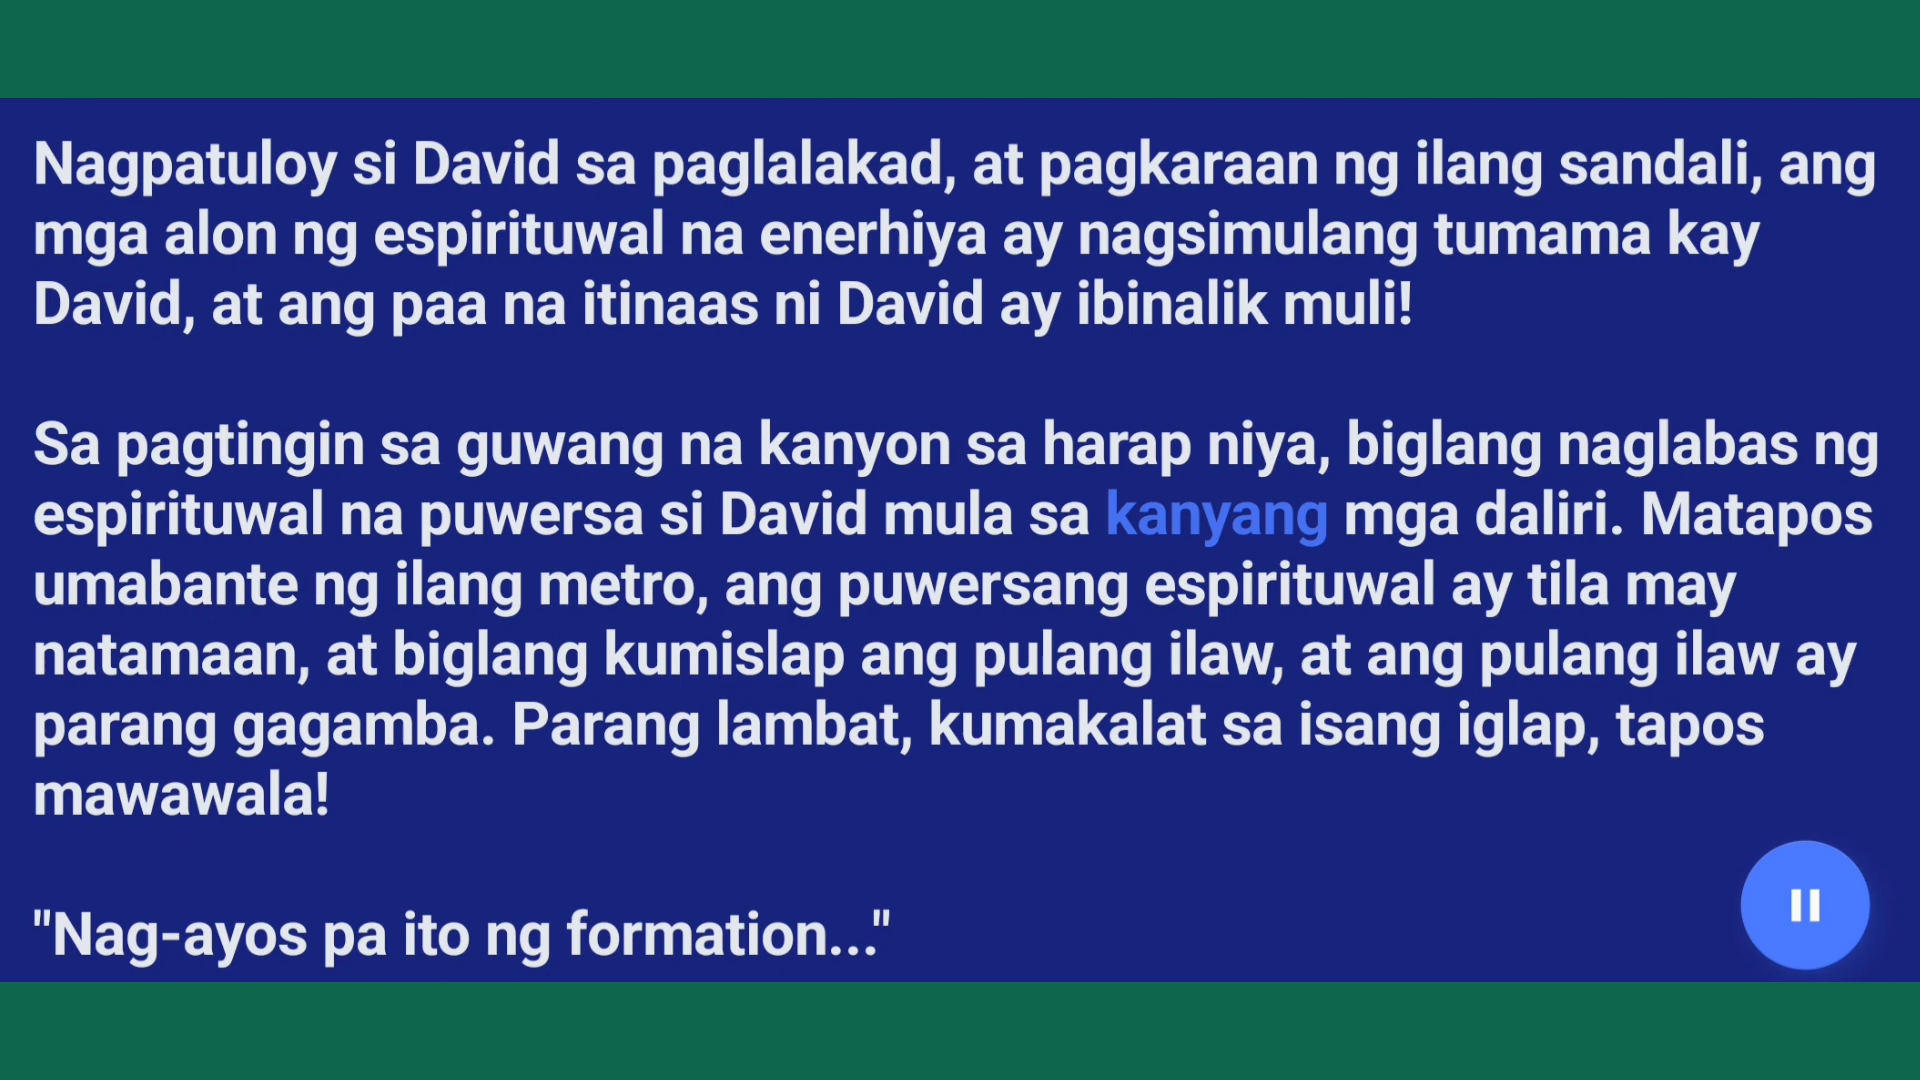 Nagpatuloy si David sa paglalakad, at pagkaraan ng ilang sandali, ang
mga alon ng espirituwal na enerhiya ay nagsimulang tumama kay
David, at ang paa na itinaas ni David ay ibinalik muli!
Sa pagtingin sa guwang na kanyon sa harap niya, biglang naglabas ng
espirituwal na puwersa si David mula sa kanyang mga daliri. Matapos
umabante ng ilang metro, ang puwersang espirituwal ay tila may
natamaan, at biglang kumislap ang pulang ilaw, at ang pulang ilaw ay
parang gagamba. Parang lambat, kumakalat sa isang iglap, tapos
mawawala!
"Nag-ayos pa ito ng formation..."